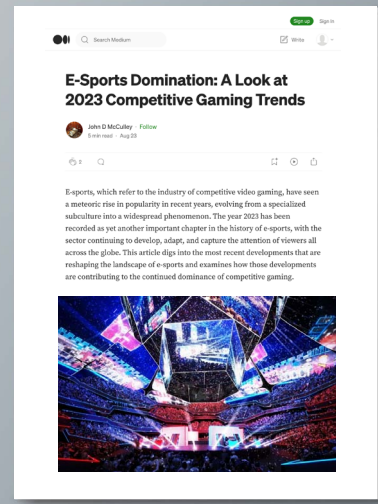 Sign up Sign in
Search Medium Write
E-Sports Domination: A Look at
2023 Competitive Gaming Trends
John D McCulley · Follow
5 min read · Aug 23
3
E-Sports, which refer to the industry of competitive video gaming, have seen
a meteoric rise in popularity in recent years, evolving from a specialized
subculture into a widespread phenomenon. The year 2023 has been
recorded as yet another important chapter in the history of e-sports, with the
sector continuing to develop, adapt, and capture the attention of viewers all
across the globe. This article digs into the most recent developments that are
reshaping the landscape of e-sports and examines how those developments
are contributing to the continued dominance of competitive gaming.